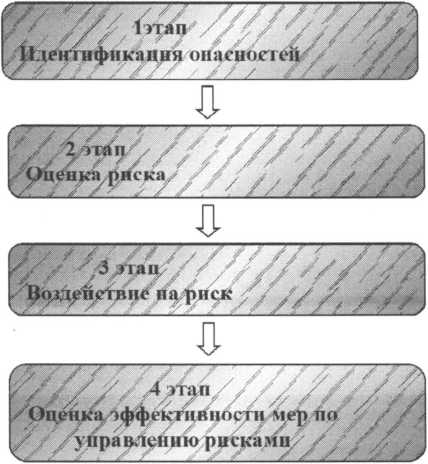 1этап
Идентификация опасностей
2 этап
Оценка риска
3 этап
Воздействие на риск
4 этап
Оценка эффективности мер по
управлению рисками